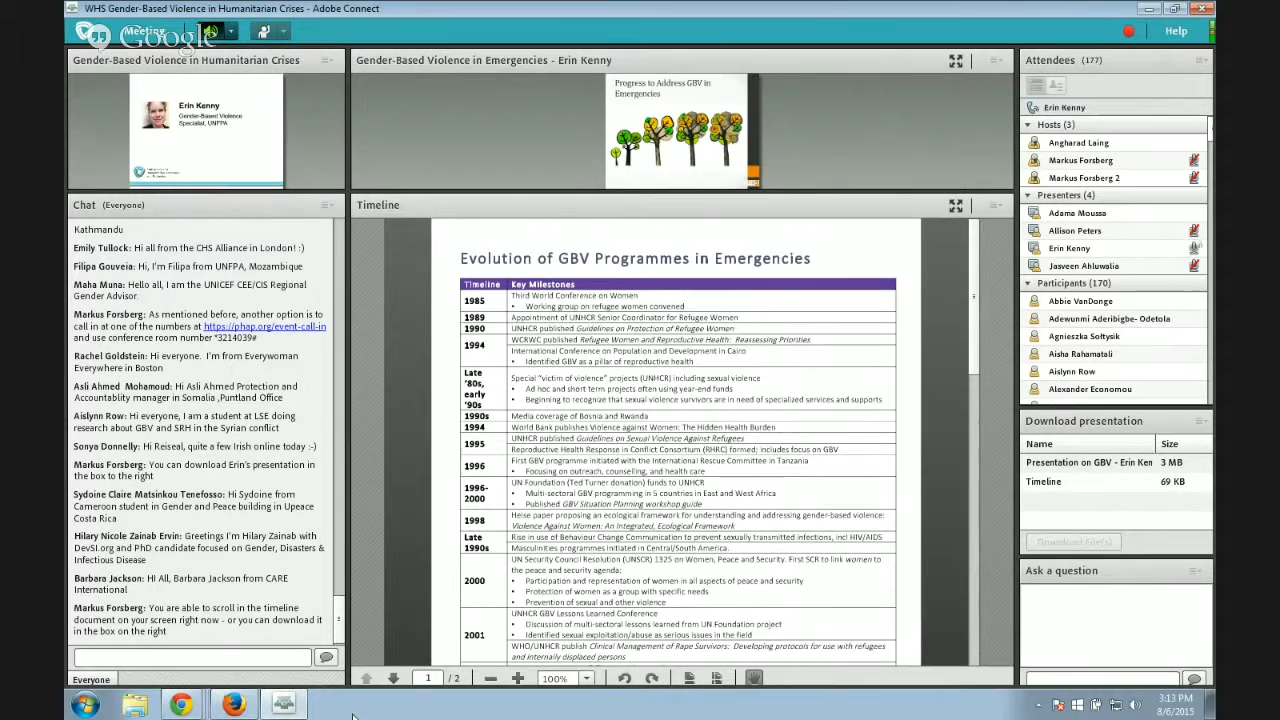 WHS Gender-Based Violence in Humanitarian Crises - Adobe Connect
Meeting
Google
Help
Gender-Based Violence in Humanitarian Crises
Erin Kenny
Gender-Based Violence
Specialist, UNFPA
Gender-Based Violence in Emergencies - Erin Kenny
Progress to Address GBV in
Emergencies
Chat (Everyone)
Kathmandu
Emily Tullock: Hi all from the CHS Alliance in London! :)
Filipa Gouveia: Hi, I'm Filipa from UNFPA, Mozambique
Maha Muna: Hello all, I am the UNICEF CEE/CIS Regional
Gender Advisor.
Markus Forsberg: As mentioned before, another option is to
call in at one of the numbers at https://phap.org/event-call-in
and use conference room number *3214039#
Rachel Goldstein: Hi everyone. I'm from Everywoman
Everywhere in Boston
Asli Ahmed Mohamoud: Hi Asli Ahmed Protection and
Accountablity manager in Somalia ,Puntland Office
Aislynn Row: Hi everyone, I am a student at LSE doing
research about GBV and SRH in the Syrian conflict
Sonya Donnelly: Hi Reiseal, quite a few Irish online today :-)
Markus Forsberg: You can download Erin's presentation in
the box to the right
Sydoine Claire Matsinkou Tenefosso: Hi Sydoine from
Cameroon student in Gender and Peace building in Upeace
Costa Rica
Hilary Nicole Zainab Ervin: Greetings I'm Hilary Zainab with
DevSI.org and PhD candidate focused on Gender, Disasters &
Infectious Disease
Barbara Jackson: HI All, Barbara Jackson from CARE
International
Markus Forsberg: You are able to scroll in the timeline
document on your screen right now - or you can download it
in the box on the right
Everyone
Timeline
Evolution of GBV Programmes in Emergencies
Timeline Key Milestones
1985 Third World Conference on Women
• Working group on refugee women convened
1989 Appointment of UNHCR Senior Coordinator for Refugee Women
1990 UNHCR published Guidelines on Protection of Refugee Women
1994 WCRWC published Refugee Women and Reproductive Health: Reassessing Priorities
International Conference on Population and Development in Cairo
• Identified GBV as a pillar of reproductive health
Late '80s, early '90s Special "victim of violence" projects (UNHCR) including sexual violence
• Ad hoc and short term projects often using year-end funds
• Beginning to recognize that sexual violence survivors are in need of specialized services and supports
1990s Media coverage of Bosnia and Rwanda
1994 World Bank publishes Violence against Women: The Hidden Health Burden
1995 UNHCR published Guidelines on Sexual Violence Against Refugees
Reproductive Health Response in Conflict Consortium (RHRC) formed; includes focus on GBV
1996 First GBV programme initiated with the International Rescue Committee in Tanzania
• Focusing on outreach, counselling, and health care
1996-2000 UN Foundation (Ted Turner donation) funds to UNHCR
• Multi-sectoral GBV programming in 5 countries in East and West Africa
• Published GBV Situation Planning workshop guide
1998 Heise paper proposing an ecological framework for understanding and addressing gender-based violence:
Violence Against Women: An Integrated, Ecological Framework
Late 1990s Rise in use of Behaviour Change Communication to prevent sexually transmitted infections, incl HIV/AIDS
Masculinities programmes initiated in Central/South America.
2000 UN Security Council Resolution (UNSCR) 1325 on Women, Peace and Security. First SCR to link women to
the peace and security agenda:
• Participation and representation of women in all aspects of peace and security
• Protection of women as a group with specific needs
• Prevention of sexual and other violence
2001 UNHCR GBV Lessons Learned Conference
• Discussion of multi-sectoral lessons learned from UN Foundation project
• Identified sexual exploitation/abuse as serious issues in the field
WHO/UNHCR publish Clinical Management of Rape Survivors: Developing protocols for use with refugees
and internally displaced persons
1 / 2
100%
Attendees (177)
Erin Kenny
Hosts (3)
Angharad Laing
Markus Forsberg
Markus Forsberg 2
Presenters (4)
Adama Moussa
Allison Peters
Erin Kenny
Jasveen Ahluwalia
Participants (170)
Abbie VanDonge
Adewunmi Aderibigbe- Odetola
Agnieszka Sołtysik
Aisha Rahamatali
Aislynn Row
Alexander Economou
Download presentation
Name Size
Presentation on GBV - Erin Ken 3 MB
Timeline 69 KB
Download File(s)
Ask a question
3:13 PM
8/6/2015